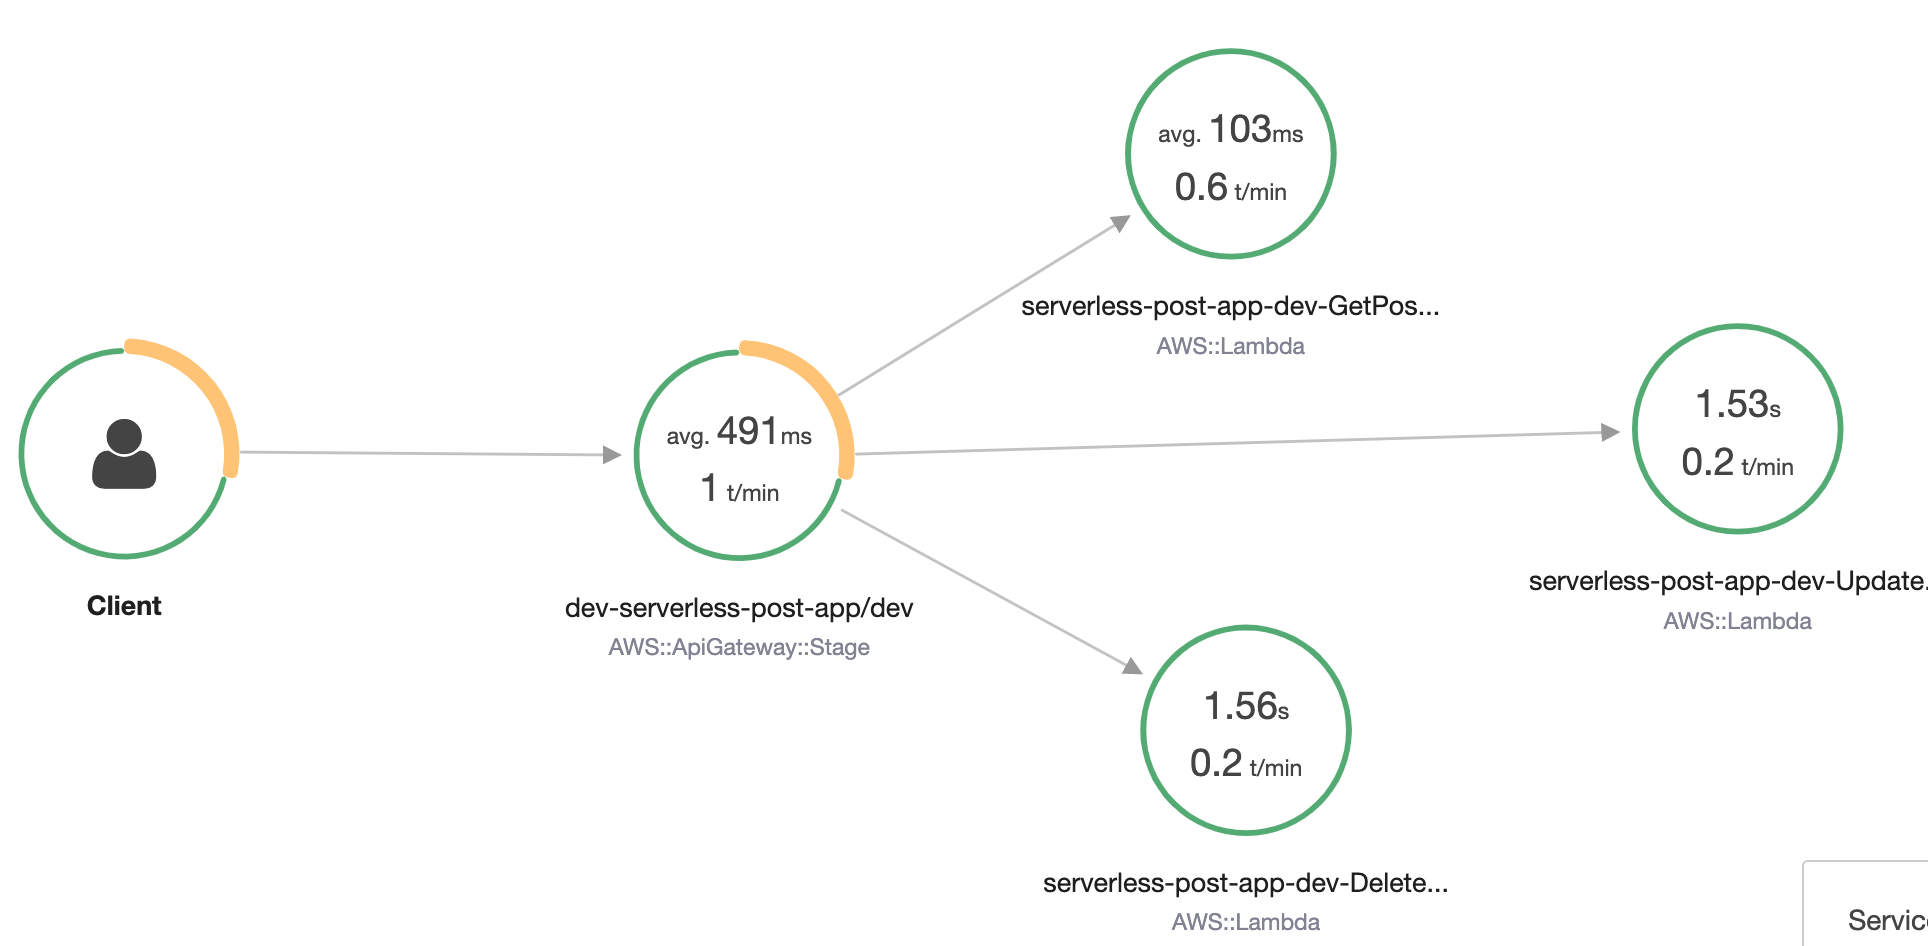 avg. 103ms
0.6 t/min
serverless-post-app-dev-GetPos...
AWS::Lambda
Client
avg. 491ms
1 t/min
dev-serverless-post-app/dev
AWS::ApiGateway::Stage
1.53s
0.2 t/min
serverless-post-app-dev-Update.
AWS::Lambda
1.56s
0.2 t/min
serverless-post-app-dev-Delete...
AWS::Lambda